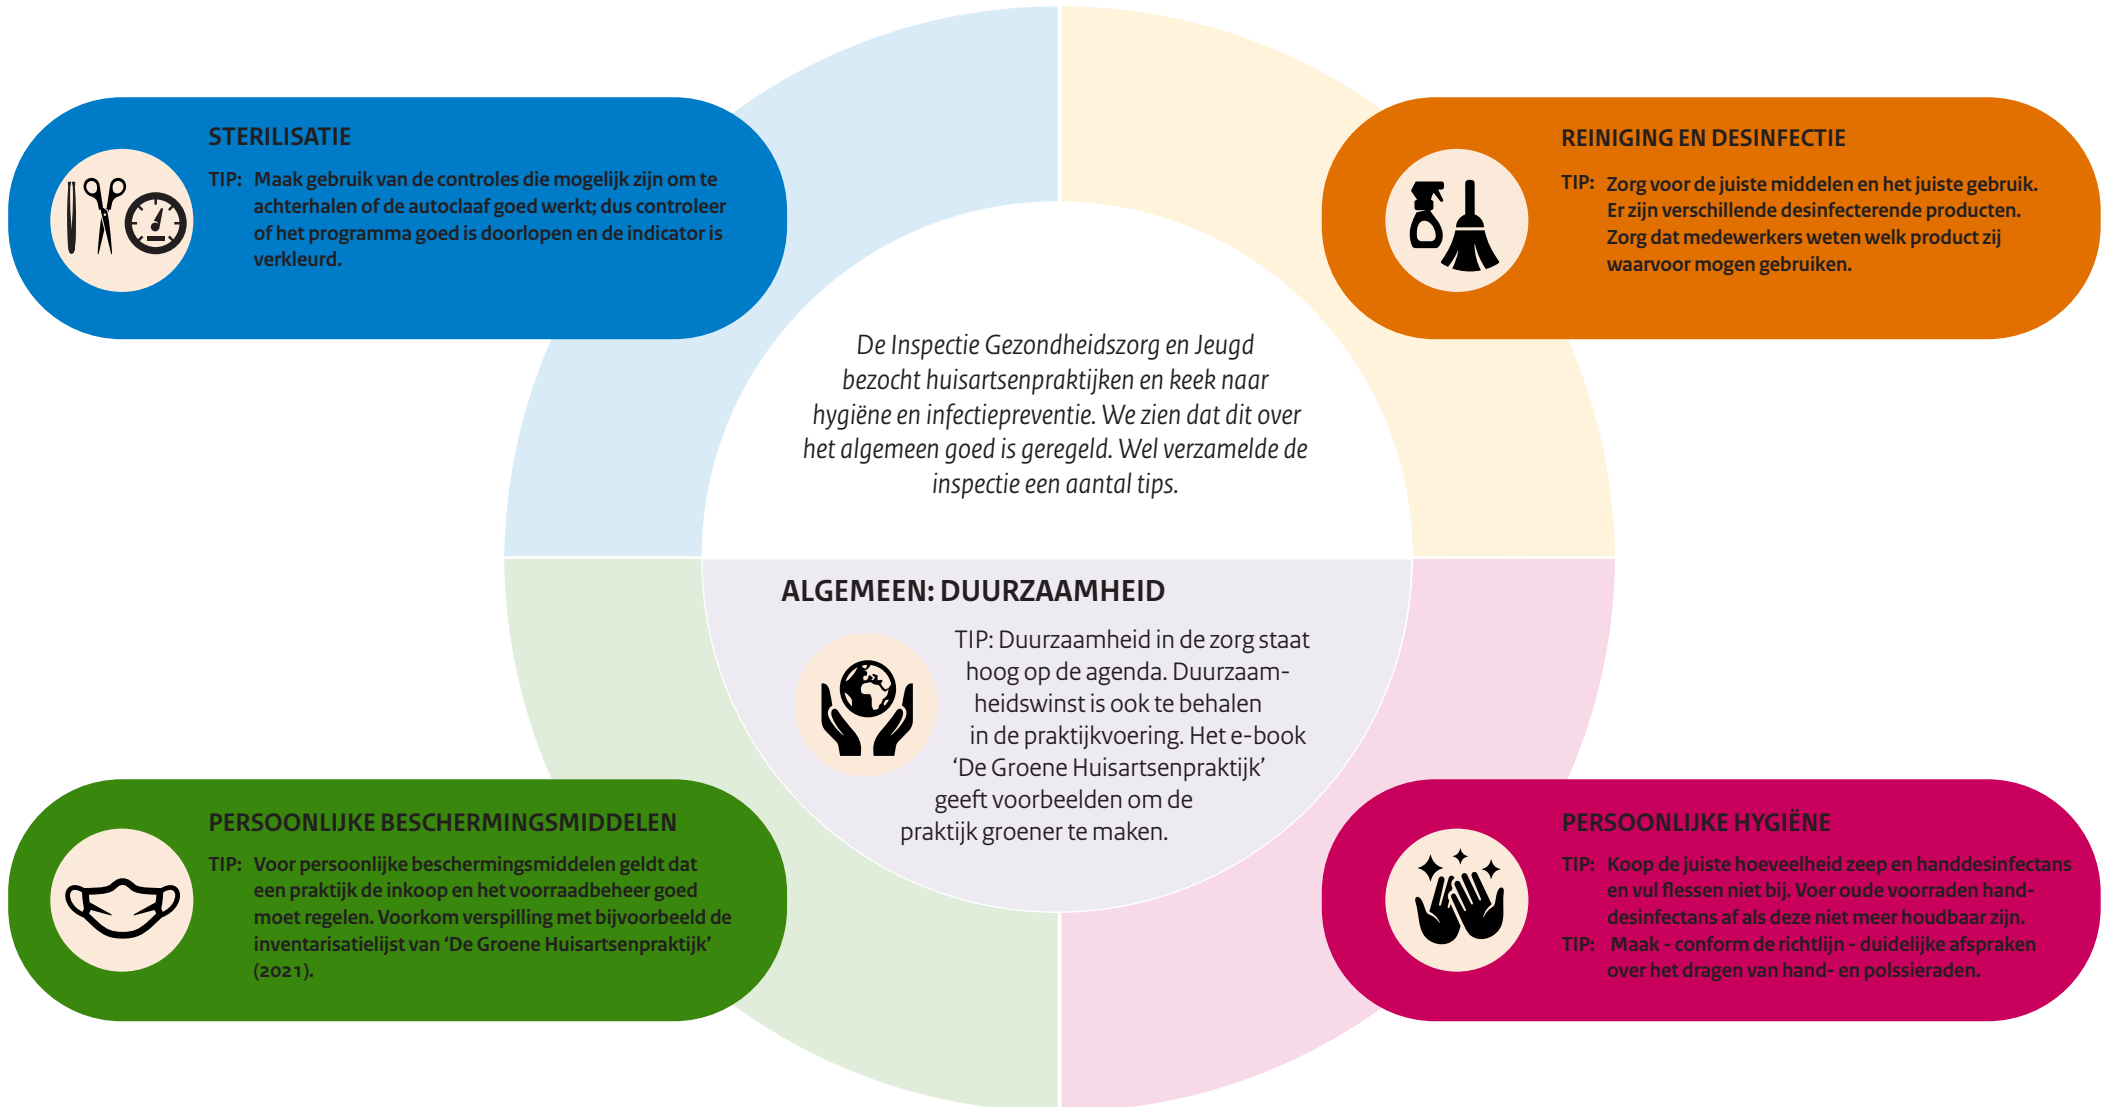 STERILISATIE
TIP: Maak gebruik van de controles die mogelijk zijn om te
achterhalen of de autoclaaf goed werkt; dus controleer
of het programma goed is doorlopen en de indicator is
verkleurd.
REINIGING EN DESINFECTIE
TIP: Zorg voor de juiste middelen en het juiste gebruik.
Er zijn verschillende desinfecterende producten.
Zorg dat medewerkers weten welk product zij
waarvoor mogen gebruiken.
De Inspectie Gezondheidszorg en Jeugd
bezocht huisartsenpraktijken en keek naar
hygiëne en infectiepreventie. We zien dat dit over
het algemeen goed is geregeld. Wel verzamelde de
inspectie een aantal tips.
ALGEMEEN: DUURZAAMHEID
TIP: Duurzaamheid in de zorg staat
hoog op de agenda. Duurzaam-
heidswinst is ook te behalen
in de praktijkvoering. Het e-book
‘De Groene Huisartsenpraktijk’
geeft voorbeelden om de
praktijk groener te maken.
PERSOONLIJKE BESCHERMINGSMIDDELEN
TIP: Voor persoonlijke beschermingsmiddelen geldt dat
een praktijk de inkoop en het voorraadbeheer goed
moet regelen. Voorkom verspilling met bijvoorbeeld de
inventarisatielijst van ‘De Groene Huisartsenpraktijk’
(2021).
PERSOONLIJKE HYGIËNE
TIP: Koop de juiste hoeveelheid zeep en handdesinfectans
en vul flessen niet bij. Voer oude voorraden hand-
desinfectans af als deze niet meer houdbaar zijn.
TIP: Maak - conform de richtlijn - duidelijke afspraken
over het dragen van hand- en polssieraden.